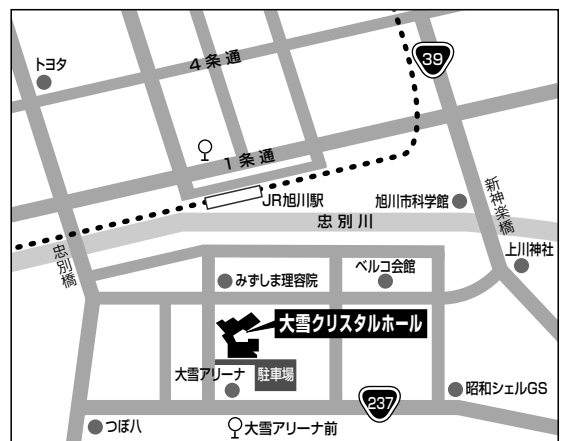 トヨタ
4条通
39
1条通
JR旭川駅
旭川市科学館
新神楽橋
忠別川
忠別橋
上川神社
みずしま理容院
ベルコ会館
大雪クリスタルホール
大雪アリーナ
駐車場
237
昭和シェルGS
つぼ八
大雪アリーナ前